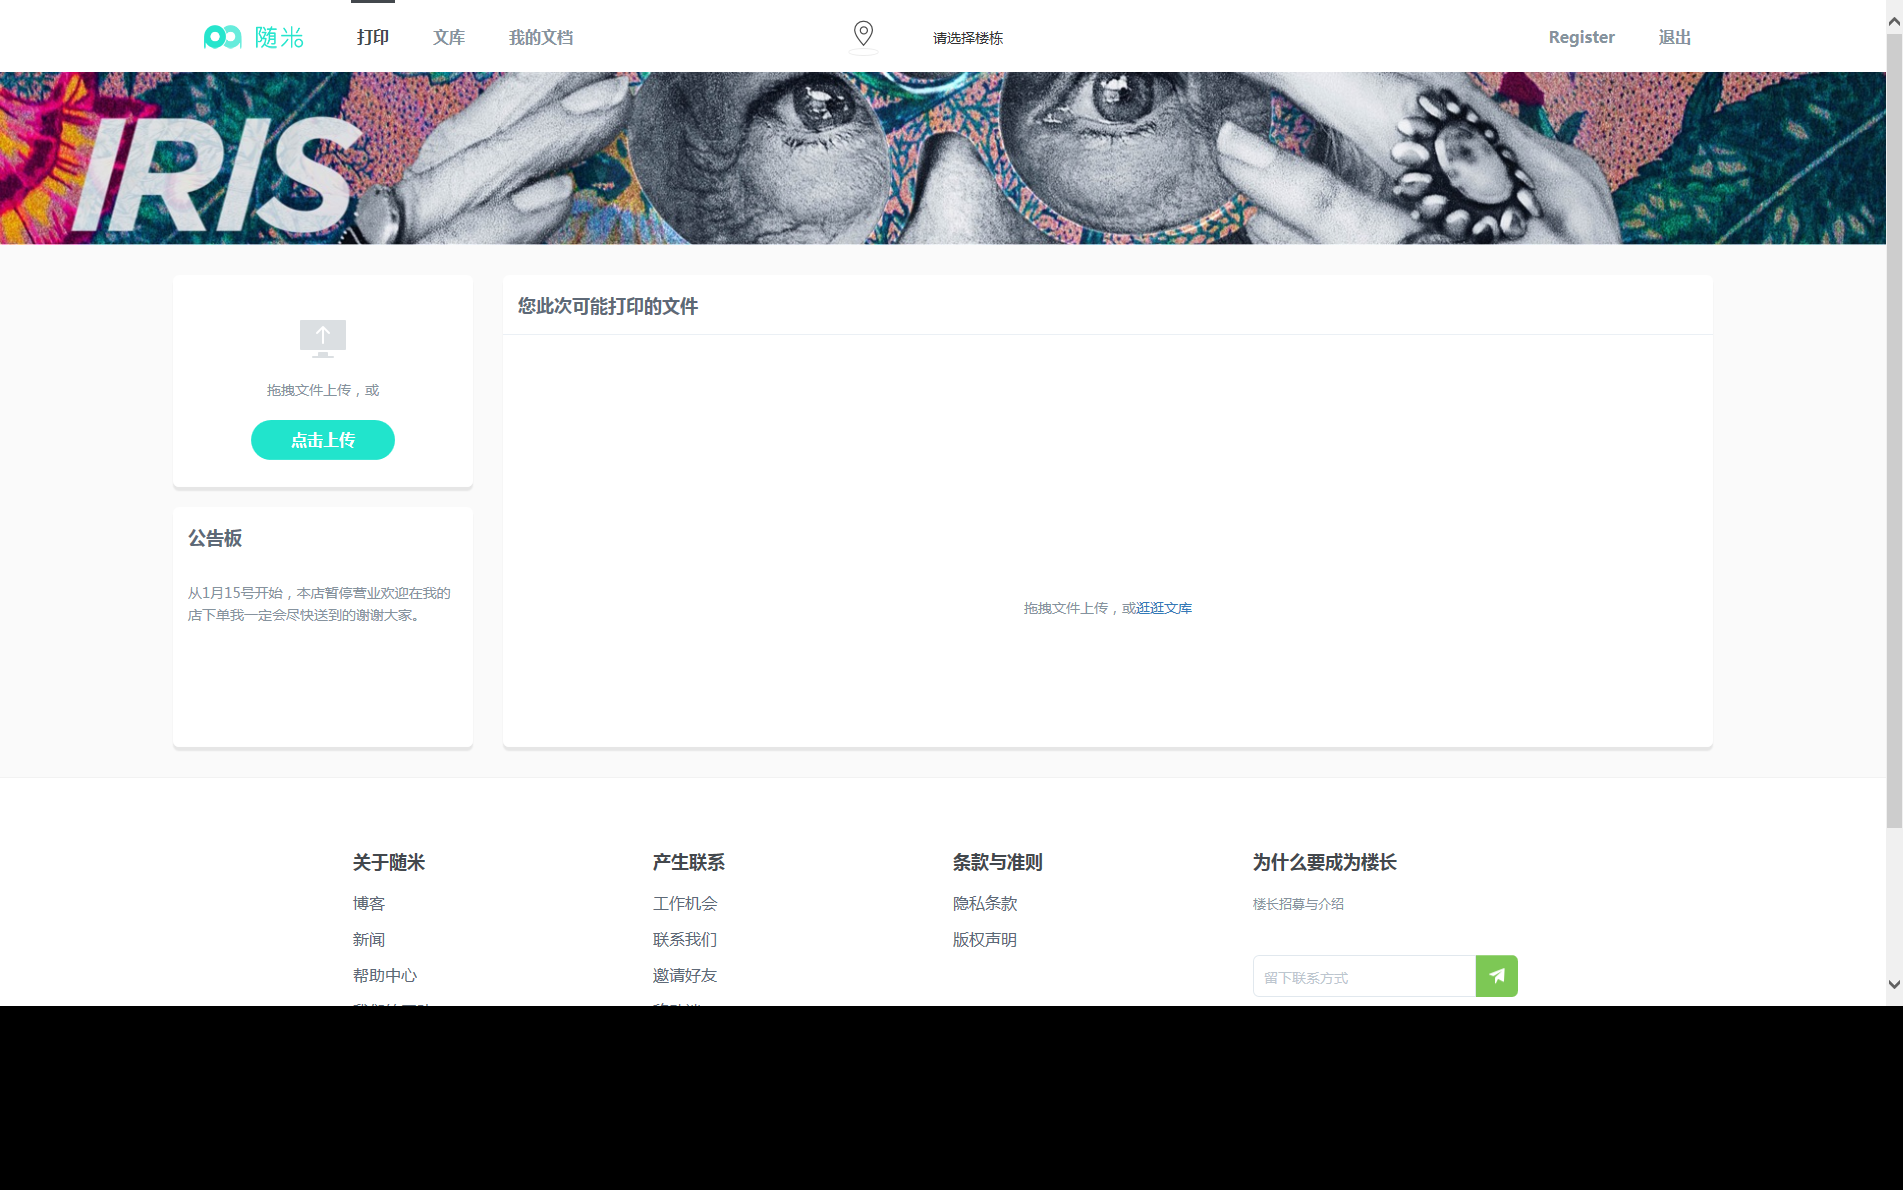 随米
打印
文库
我的文档
请选择楼栋
Register
退出
IRIS
拖拽文件上传，或
点击上传
公告板
从1月15号开始，本店暂停营业欢迎在我的
店下单我一定会尽快送到的谢谢大家。
您此次可能打印的文件
拖拽文件上传，或逛逛文库
关于随米
博客
新闻
帮助中心
产生联系
工作机会
联系我们
邀请好友
条款与准则
隐私条款
版权声明
为什么要成为楼长
楼长招募与介绍
留下联系方式